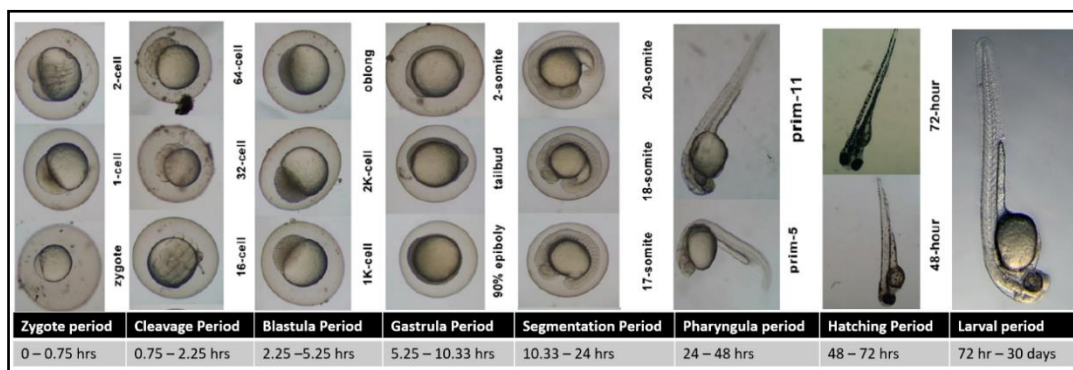 2-cell
1-cell
zygote
64-cell
32-cell
16-cell
oblong
2K-cell
1K-cell
2-somite
tailbud
90% epiboly
20-somite
18-somite
17-somite
prim-11
prim-5
72-hour
48-hour
Zygote period Cleavage Period Blastula Period Gastrula Period Segmentation Period Pharyngula Period Hatching Period Larval period
0 – 0.75 hrs 0.75 – 2.25 hrs 2.25 –5.25 hrs 5.25 – 10.33 hrs 10.33 – 24 hrs 24 – 48 hrs 48 – 72 hrs 72 hr – 30 days